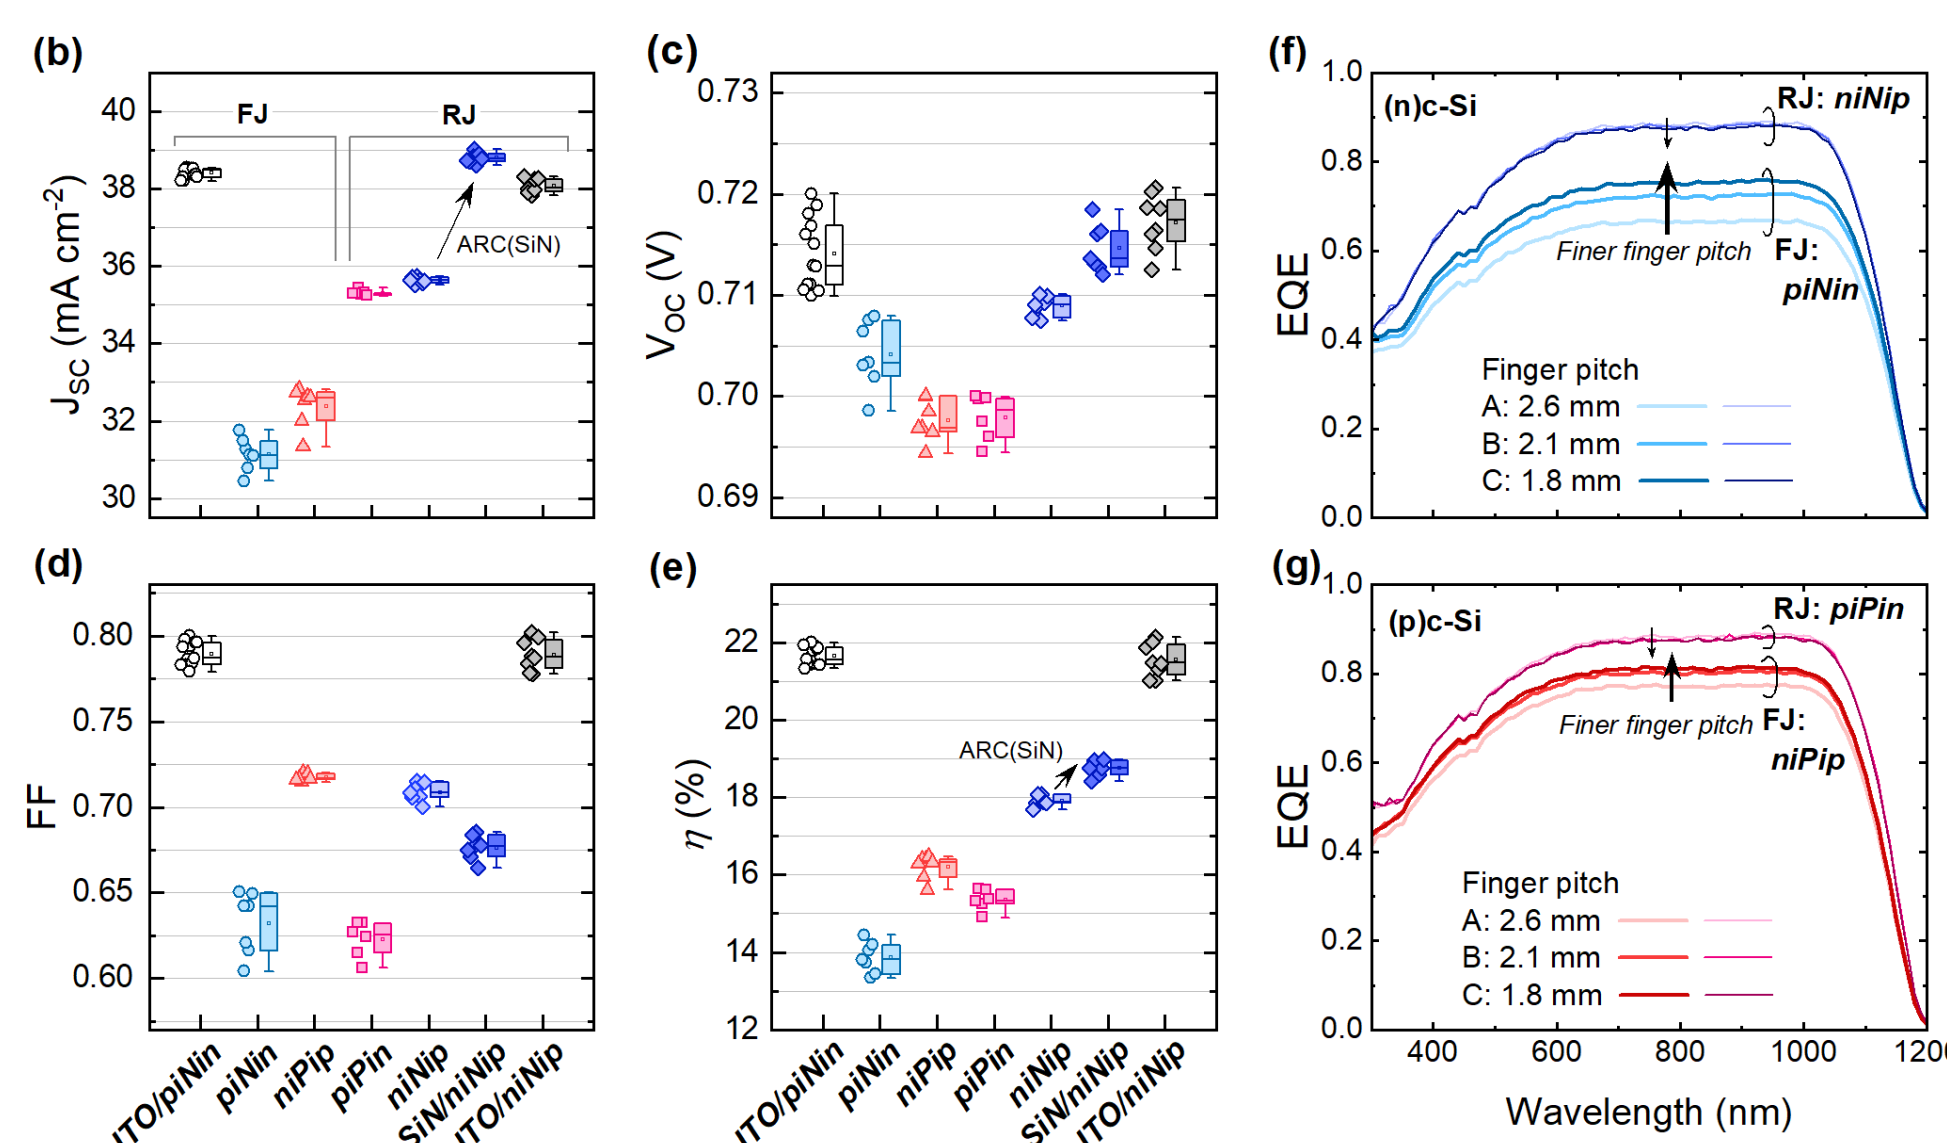 (b)
40
38
36
34
32
30
J_SC (mA cm⁻²)
FJ
RJ
ARC(SiN)
(c)
0.73
0.72
0.71
0.70
0.69
V_OC (V)
(d)
0.80
0.75
0.70
0.65
0.60
FF
ITO/piNin
piNin
niPip
piPin
niNip
SiN/niNip
ITO/niNip
(e)
22
20
18
16
14
12
η (%)
ARC(SiN)
ITO/piNin
piNin
niPip
piPin
niNip
SiN/niNip
ITO/niNip
(f)
1.0
0.8
0.6
0.4
0.2
0.0
EQE
(n)c-Si
RJ: niNip
Finer finger pitch
FJ:
piNin
Finger pitch
A: 2.6 mm
B: 2.1 mm
C: 1.8 mm
(g)
1.0
0.8
0.6
0.4
0.2
0.0
EQE
(p)c-Si
RJ: piPin
Finer finger pitch
FJ:
niPip
Finger pitch
A: 2.6 mm
B: 2.1 mm
C: 1.8 mm
400
600
800
1000
Wavelength (nm)